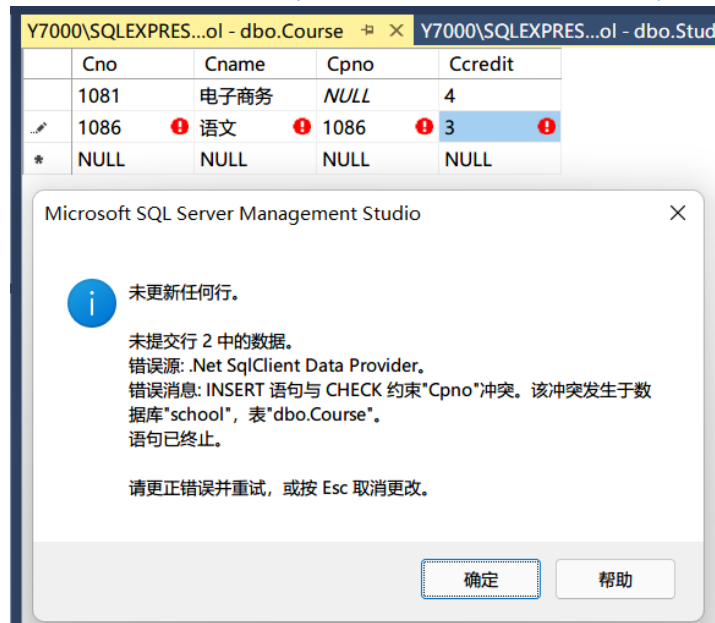 Y7000\SQLEXPRES...ol - dbo.Course Y7000\SQLEXPRES...ol - dbo.Stud
Cno Cname Cpno Ccredit
1081 电子商务 NULL 4
1086 语文 1086 3
NULL NULL NULL NULL
Microsoft SQL Server Management Studio
未更新任何行。
未提交行 2 中的数据。
错误源: .Net SqlClient Data Provider。
错误消息: INSERT 语句与 CHECK 约束"Cpno"冲突。该冲突发生于数
据库"school"，表"dbo.Course"。
语句已终止。
请更正错误并重试，或按 Esc 取消更改。
确定 帮助